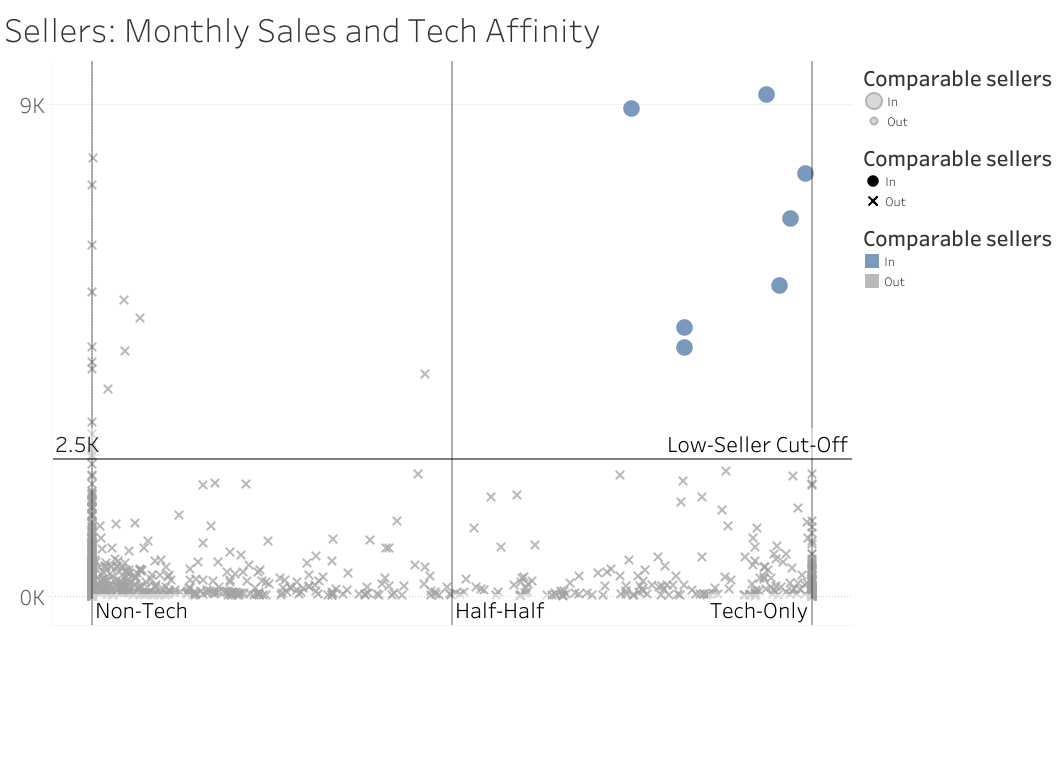 Sellers: Monthly Sales and Tech Affinity
Comparable sellers
In
Out
Comparable sellers
In
Out
Comparable sellers
In
Out
9K
2.5K
Low-Seller Cut-Off
0K
Non-Tech
Half-Half
Tech-Only